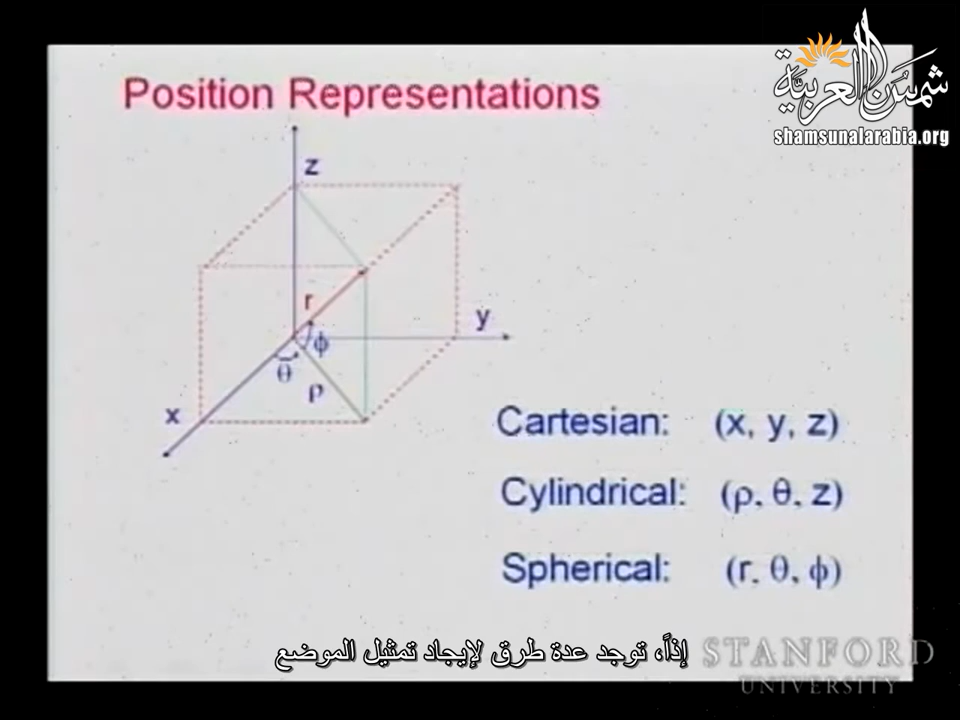 شمس العربية
shamsunalarabia.org
Position Representations
z
r
y
ϕ
θ
ρ
x
Cartesian: (x, y, z)
Cylindrical: (ρ, θ, z)
Spherical: (r, θ, ϕ)
إذاً، توجد عدة طرق لإيجاد تمثيل الموضع
STANFORD
UNIVERSITY